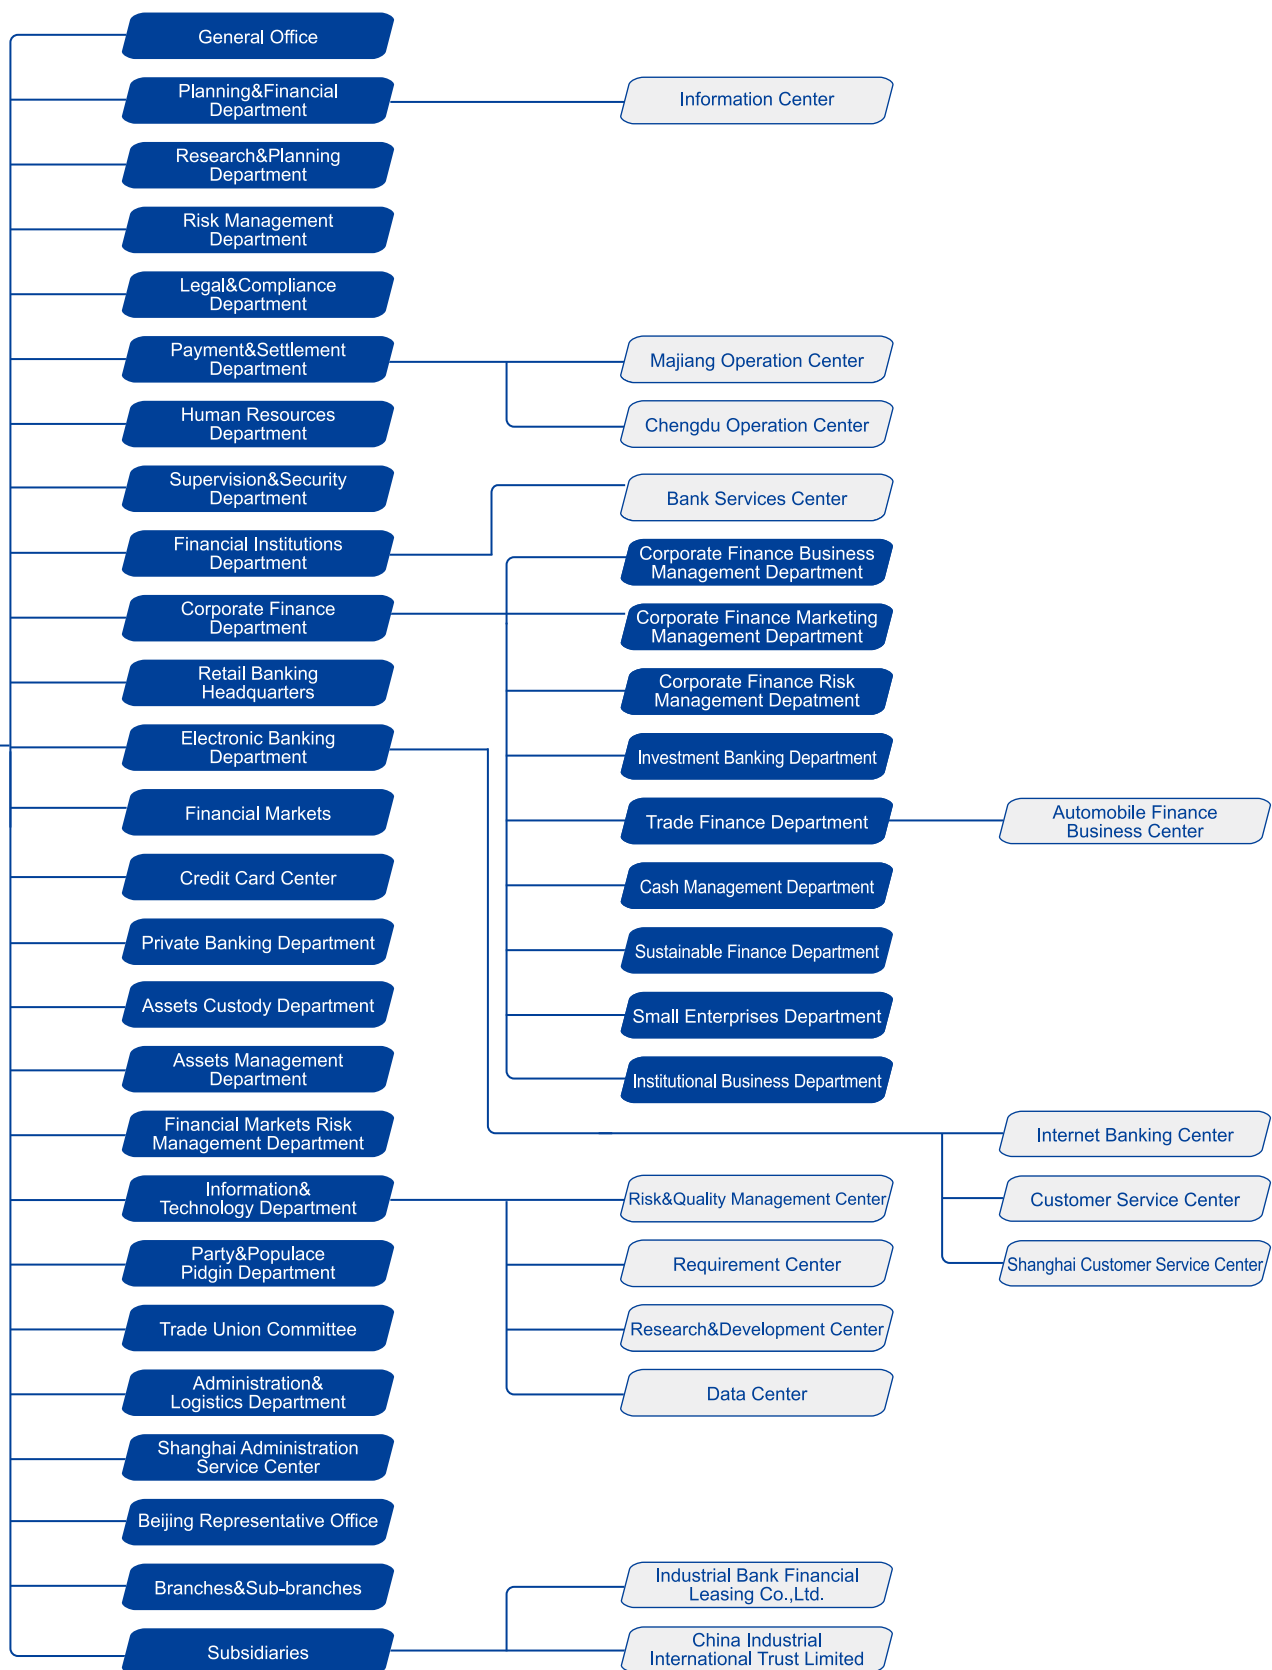 General Office
Planning&Financial
Department
Information Center
Research&Planning
Department
Risk Management
Department
Legal&Compliance
Department
Payment&Settlement
Department
Majiang Operation Center
Chengdu Operation Center
Human Resources
Department
Supervision&Security
Department
Bank Services Center
Financial Institutions
Department
Corporate Finance Business
Management Department
Corporate Finance
Department
Corporate Finance Marketing
Management Department
Retail Banking
Headquarters
Corporate Finance Risk
Management Depatment
Electronic Banking
Department
Investment Banking Department
Financial Markets
Trade Finance Department
Automobile Finance
Business Center
Credit Card Center
Cash Management Department
Private Banking Department
Sustainable Finance Department
Assets Custody Department
Small Enterprises Department
Assets Management
Department
Institutional Business Department
Financial Markets Risk
Management Department
Internet Banking Center
Information&
Technology Department
Risk&Quality Management Center
Customer Service Center
Party&Populace
Pidgin Department
Requirement Center
Shanghai Customer Service Center
Trade Union Committee
Research&Development Center
Administration&
Logistics Department
Data Center
Shanghai Administration
Service Center
Beijing Representative Office
Branches&Sub-branches
Industrial Bank Financial
Leasing Co.,Ltd.
Subsidiaries
China Industrial
International Trust Limited